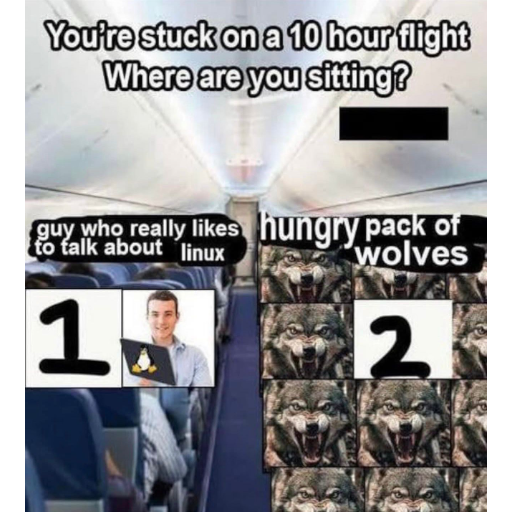 You're stuck on a 10 hour flight
Where are you sitting?
guy who really likes
to talk about linux
hungry pack of
wolves
1
2